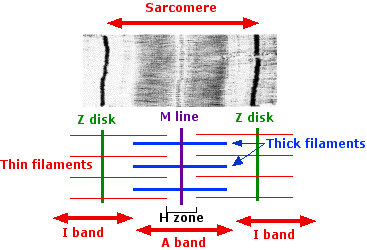 Sarcomere
Z disk
M line
Z disk
Thick filaments
Thin filaments
H zone
I band
A band
I band